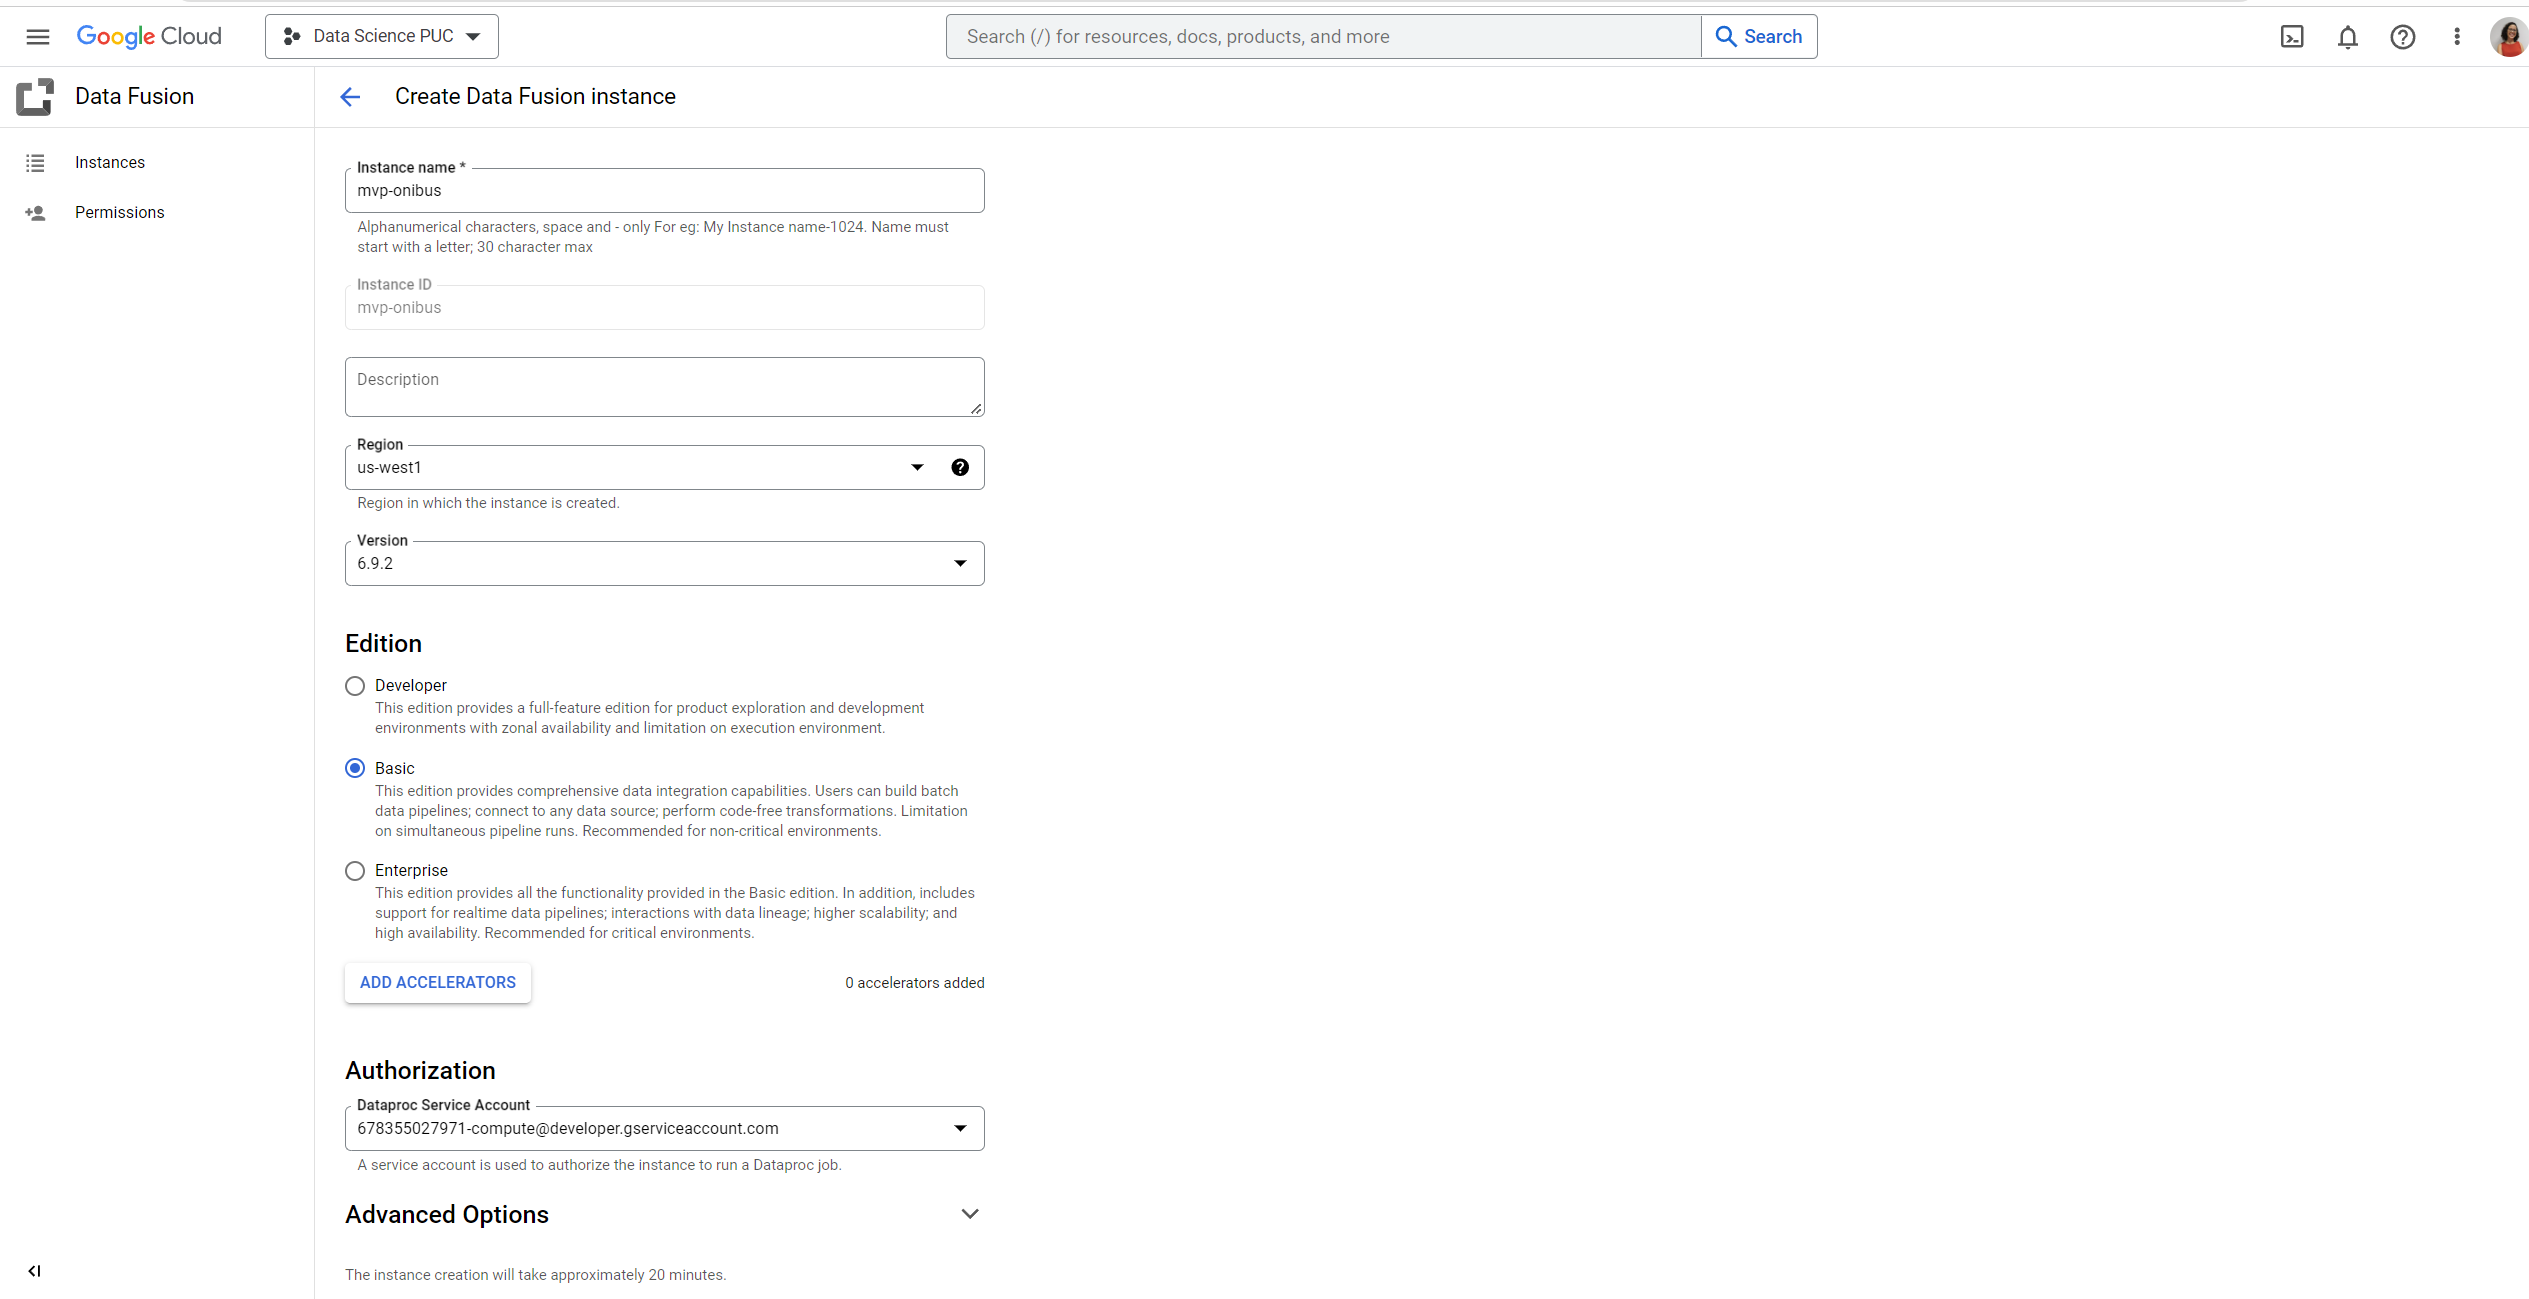 Google Cloud
Data Science PUC
Search (/) for resources, docs, products, and more
Search
Data Fusion
Create Data Fusion instance
Instances
Permissions
Instance name *
mvp-onibus
Alphanumerical characters, space and - only For eg: My Instance name-1024. Name must
start with a letter; 30 character max
Instance ID
mvp-onibus
Description
Region
us-west1
Region in which the instance is created.
Version
6.9.2
Edition
Developer
This edition provides a full-feature edition for product exploration and development
environments with zonal availability and limitation on execution environment.
Basic
This edition provides comprehensive data integration capabilities. Users can build batch
data pipelines; connect to any data source; perform code-free transformations. Limitation
on simultaneous pipeline runs. Recommended for non-critical environments.
Enterprise
This edition provides all the functionality provided in the Basic edition. In addition, includes
support for realtime data pipelines; interactions with data lineage; higher scalability; and
high availability. Recommended for critical environments.
ADD ACCELERATORS
0 accelerators added
Authorization
Dataproc Service Account
678355027971-compute@developer.gserviceaccount.com
A service account is used to authorize the instance to run a Dataproc job.
Advanced Options
The instance creation will take approximately 20 minutes.